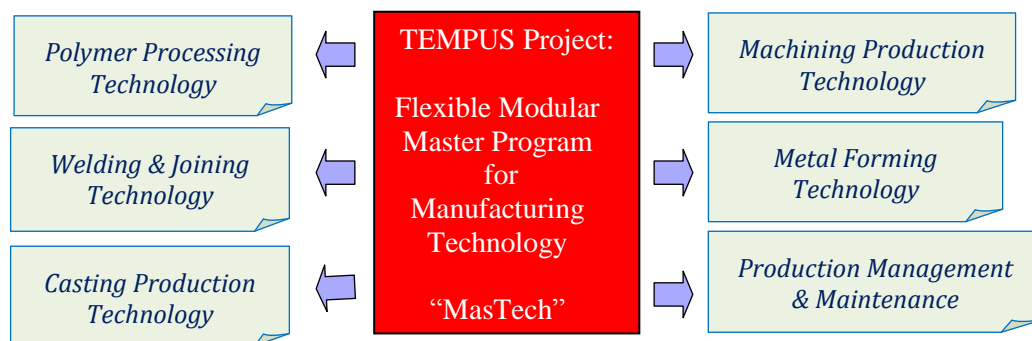 Polymer Processing
Technology
Welding & Joining
Technology
Casting Production
Technology
TEMPUS Project:
Flexible Modular
Master Program
for
Manufacturing
Technology
“MasTech”
Machining Production
Technology
Metal Forming
Technology
Production Management
& Maintenance